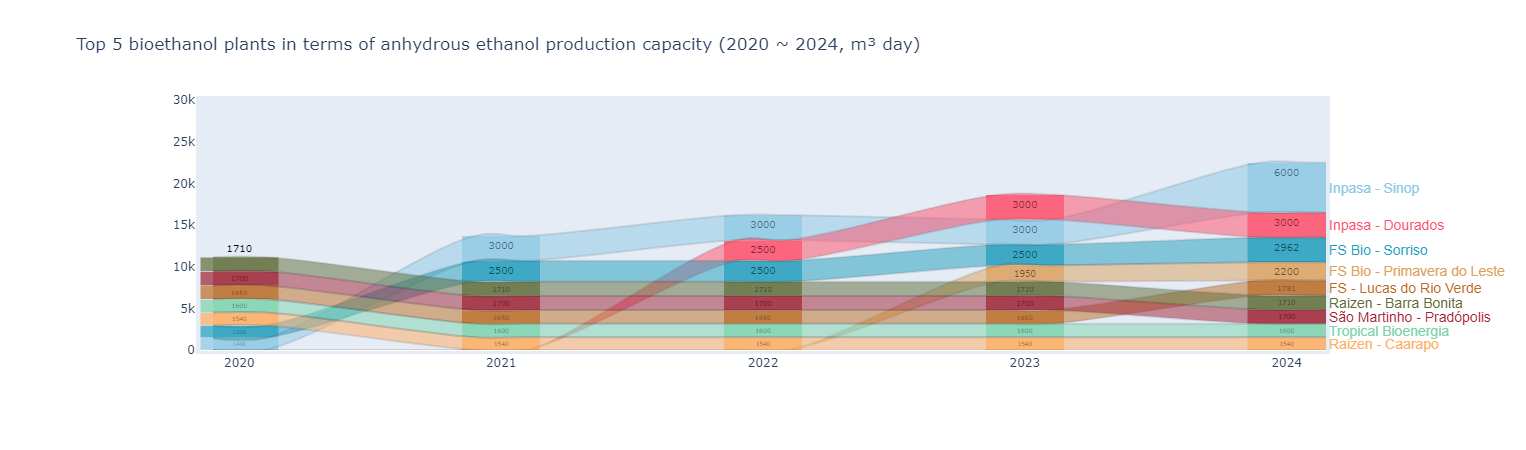 Top 5 bioethanol plants in terms of anhydrous ethanol production capacity (2020 ~ 2024, m³ day)
30k
25k
20k
15k
10k
5k
0
1710
1700
1650
1600
1540
3000
2500
1710
1700
1650
1600
1540
3000
2500
2500
1710
1700
1650
1600
1540
3000
3000
2500
1950
1710
1700
1650
1600
1540
6000
3000
2962
2200
1781
1710
1700
1600
1540
Inpasa - Sinop
Inpasa - Dourados
FS Bio - Sorriso
FS Bio - Primavera do Leste
FS - Lucas do Rio Verde
Raizen - Barra Bonita
São Martinho - Pradópolis
Tropical Bioenergia
Raizen - Caarapo
2020
2021
2022
2023
2024